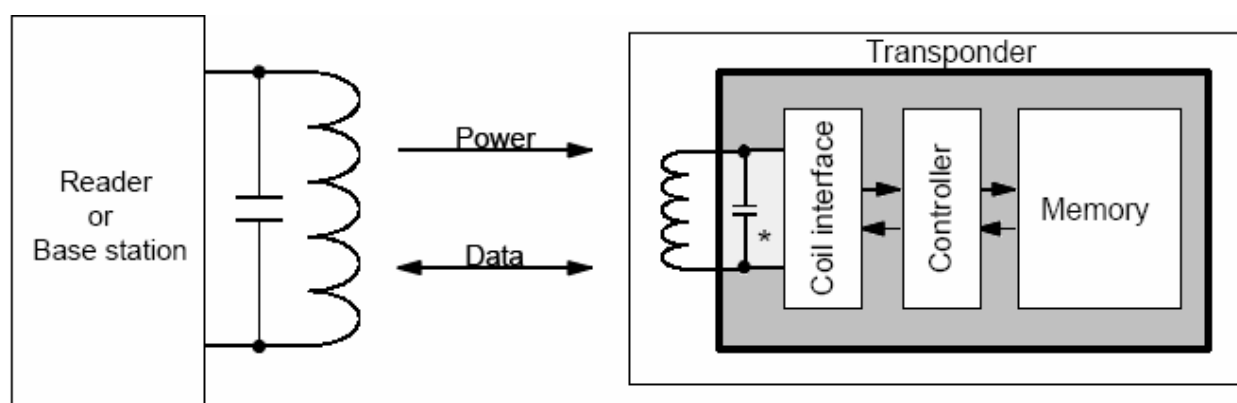 Reader
or
Base station
Power
Data
Transponder
*
Coil interface
Controller
Memory